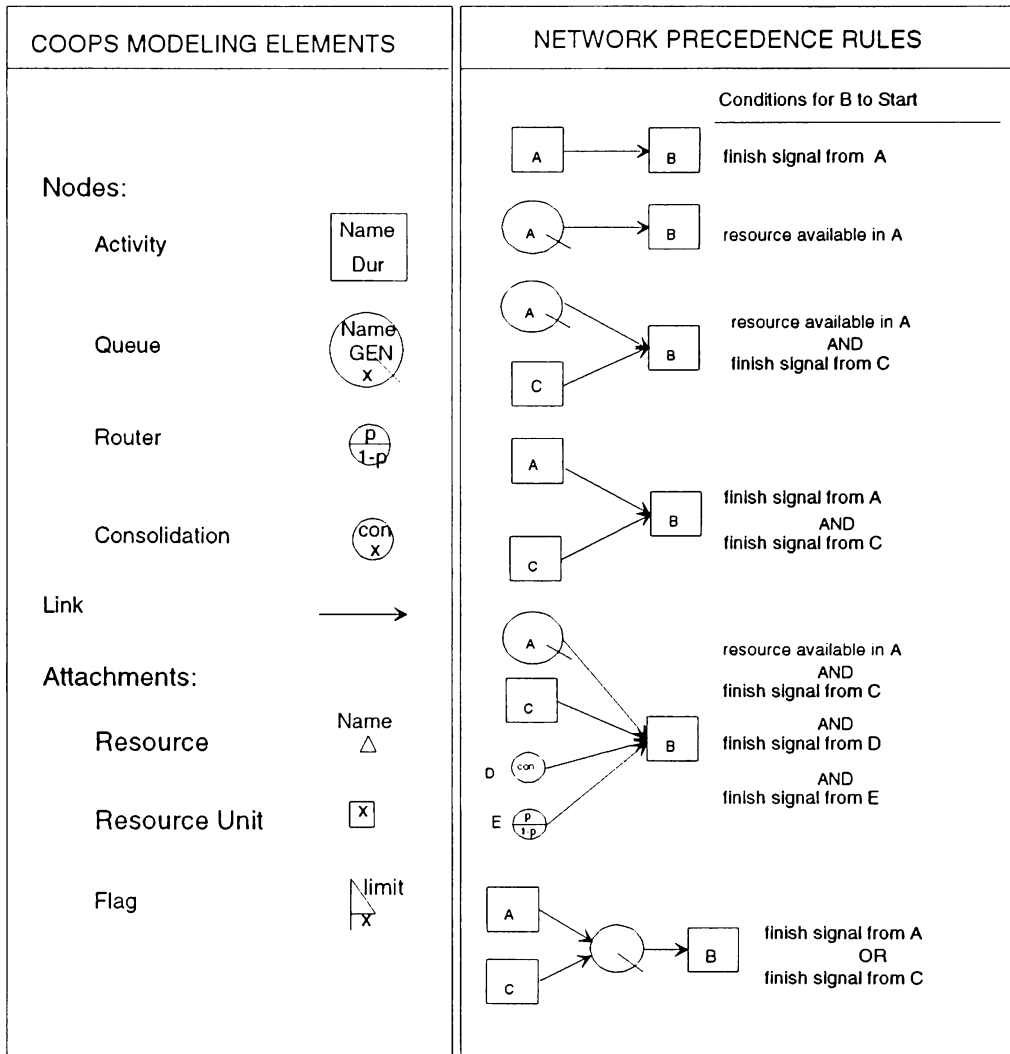 COOPS MODELING ELEMENTS
Nodes:
Activity
Name
Dur
Queue
Name
GEN
x
Router
p
1-p
Consolidation
con
x
Link
Attachments:
Resource
Name
Resource Unit
x
Flag
limit
x
NETWORK PRECEDENCE RULES
Conditions for B to Start
A
B
finish signal from A
A
B
resource available in A
A
C
B
resource available in A
AND
finish signal from C
A
C
B
finish signal from A
AND
finish signal from C
A
C
D
con
E
p
1-p
B
resource available in A
AND
finish signal from C
AND
finish signal from D
AND
finish signal from E
A
C
B
finish signal from A
OR
finish signal from C